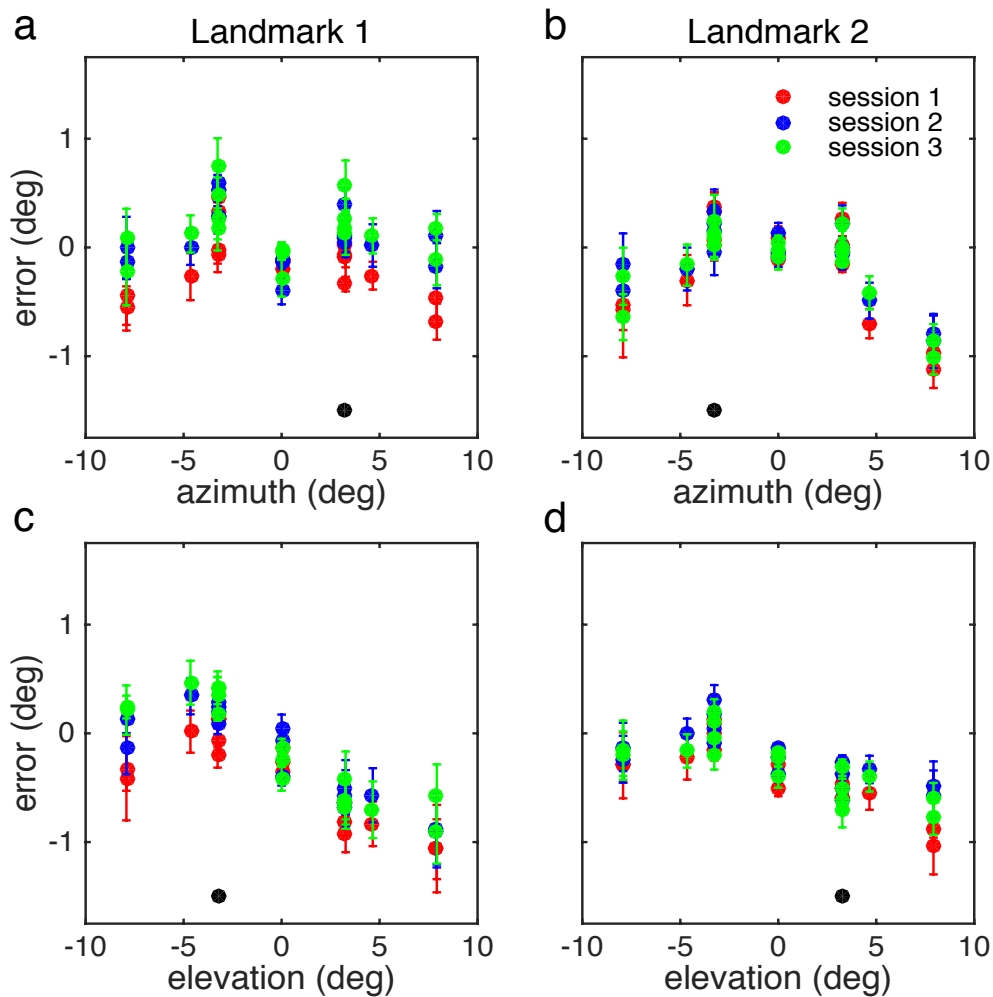 a
Landmark 1
b
Landmark 2
session 1
session 2
session 3
error (deg)
1
0
-1
-10
-5
0
5
10
azimuth (deg)
-10
-5
0
5
10
azimuth (deg)
c
d
error (deg)
1
0
-1
-10
-5
0
5
10
elevation (deg)
-10
-5
0
5
10
elevation (deg)